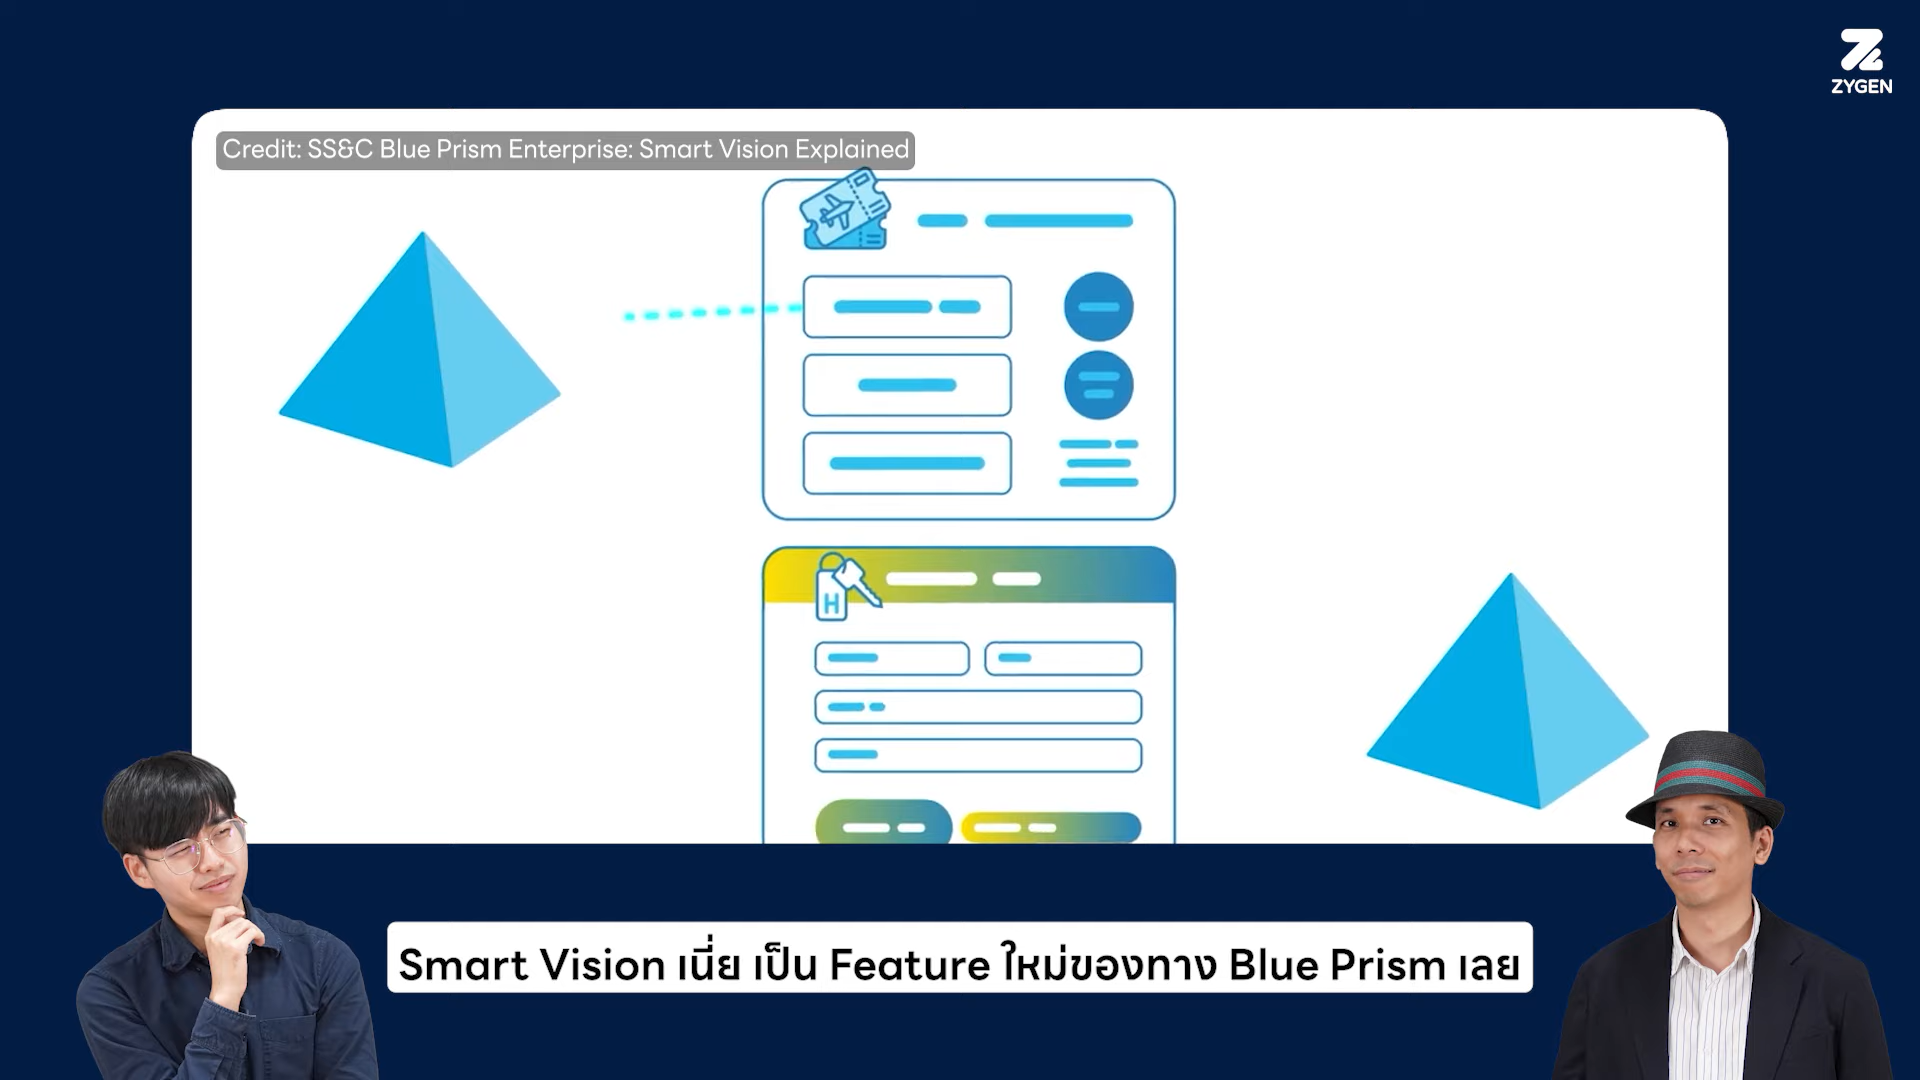 ZYGEN
Credit: SS&C Blue Prism Enterprise: Smart Vision Explained
H
Smart Vision เนี่ย เป็น Feature ใหม่ของทาง Blue Prism เลย